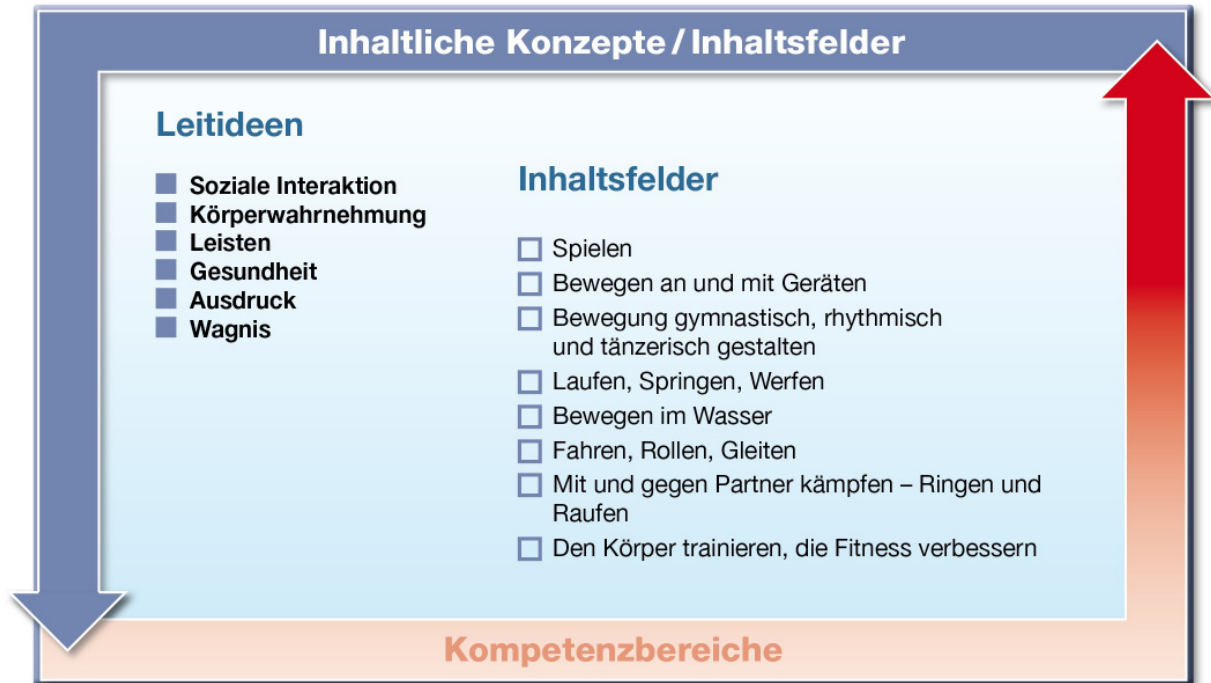 Inhaltliche Konzepte / Inhaltsfelder
Leitideen
Soziale Interaktion
Körperwahrnehmung
Leisten
Gesundheit
Ausdruck
Wagnis
Inhaltsfelder
Spielen
Bewegen an und mit Geräten
Bewegung gymnastisch, rhythmisch
und tänzerisch gestalten
Laufen, Springen, Werfen
Bewegen im Wasser
Fahren, Rollen, Gleiten
Mit und gegen Partner kämpfen – Ringen und
Raufen
Den Körper trainieren, die Fitness verbessern
Kompetenzbereiche